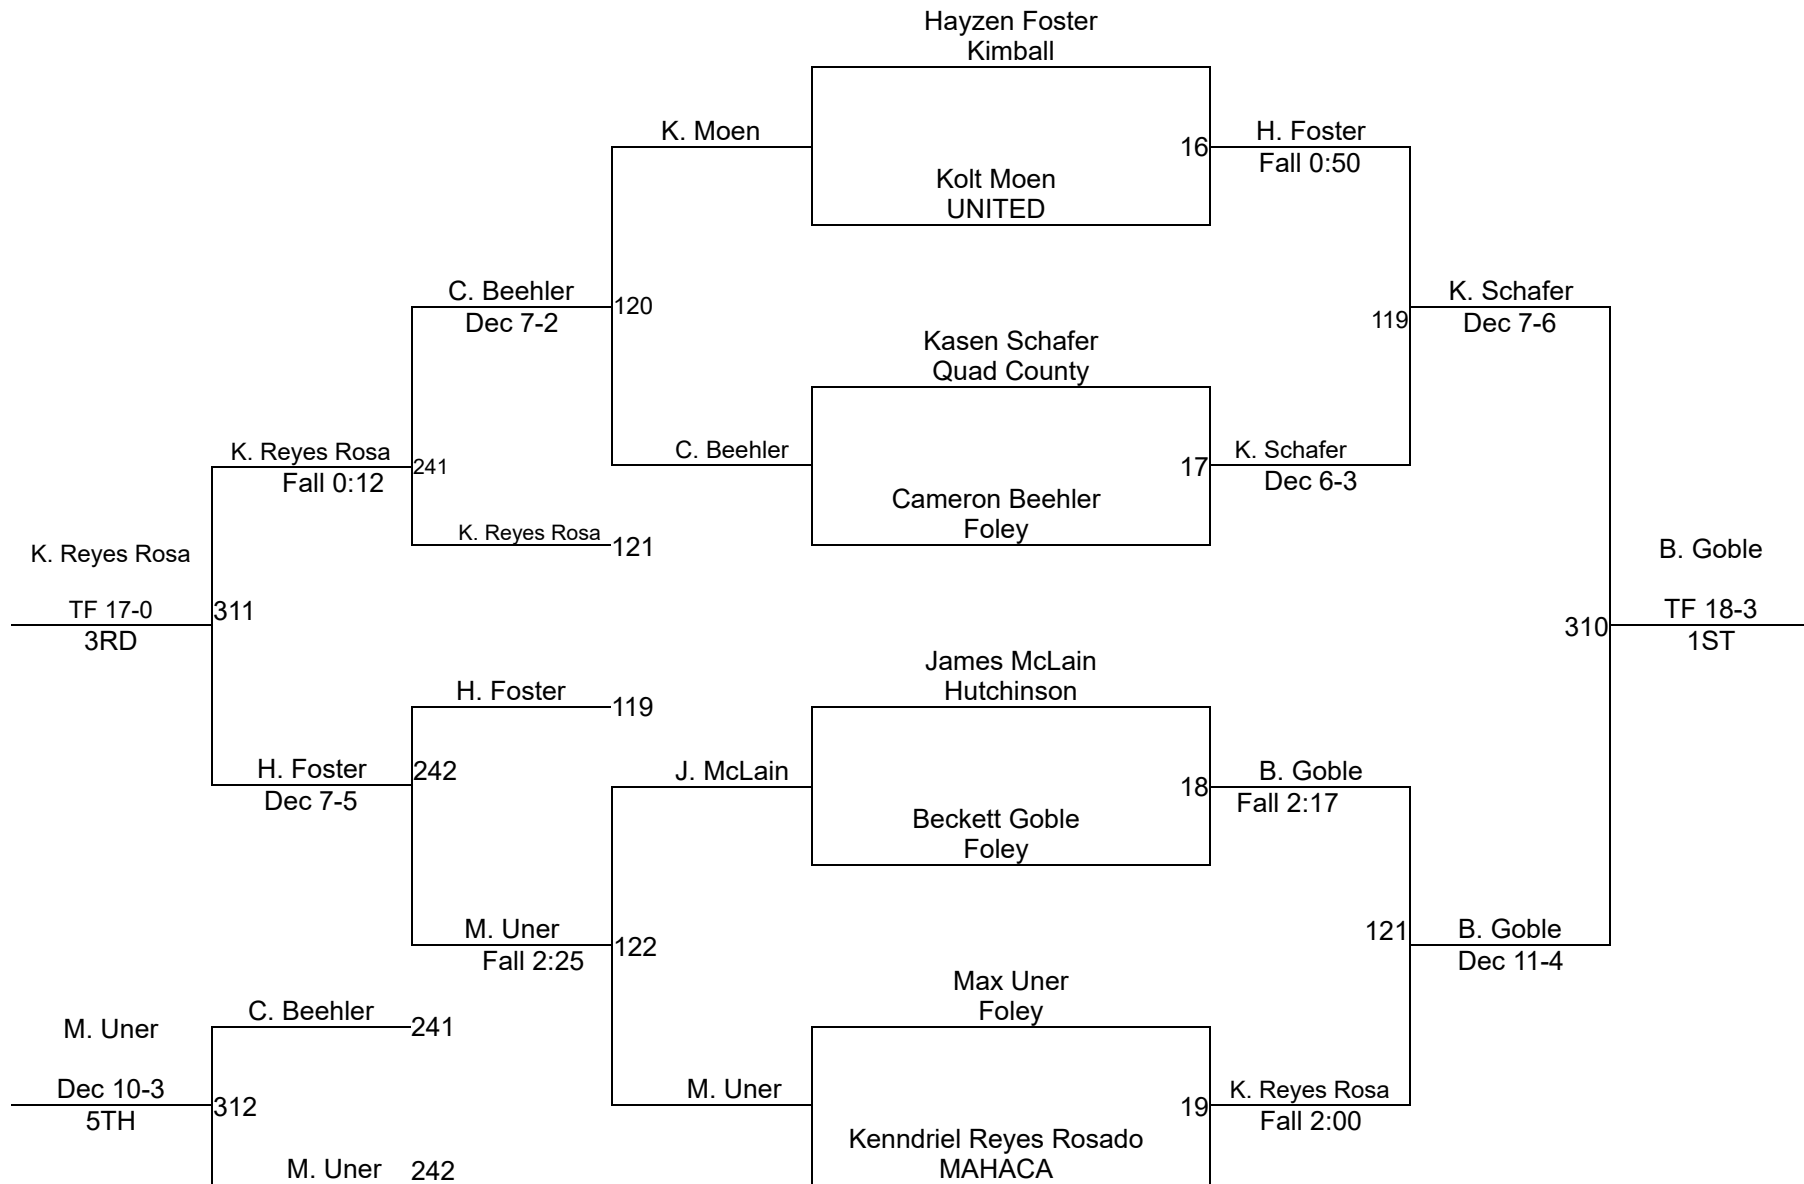 Hayzen Foster
Kimball
K. Moen
16
H. Foster
Fall 0:50
Kolt Moen
UNITED
C. Beehler
Dec 7-2
120
119
K. Schafer
Dec 7-6
Kasen Schafer
Quad County
K. Reyes Rosa
Fall 0:12
241
C. Beehler
17
K. Schafer
Dec 6-3
Cameron Beehler
Foley
K. Reyes Rosa
121
K. Reyes Rosa
TF 17-0
3RD
311
B. Goble
TF 18-3
1ST
310
James McLain
Hutchinson
H. Foster
119
H. Foster
Dec 7-5
242
J. McLain
18
B. Goble
Fall 2:17
Beckett Goble
Foley
M. Uner
Fall 2:25
122
121
B. Goble
Dec 11-4
Max Uner
Foley
C. Beehler
241
M. Uner
Dec 10-3
5TH
312
M. Uner
19
K. Reyes Rosa
Fall 2:00
Kenndriel Reyes Rosado
MAHACA
M. Uner
242